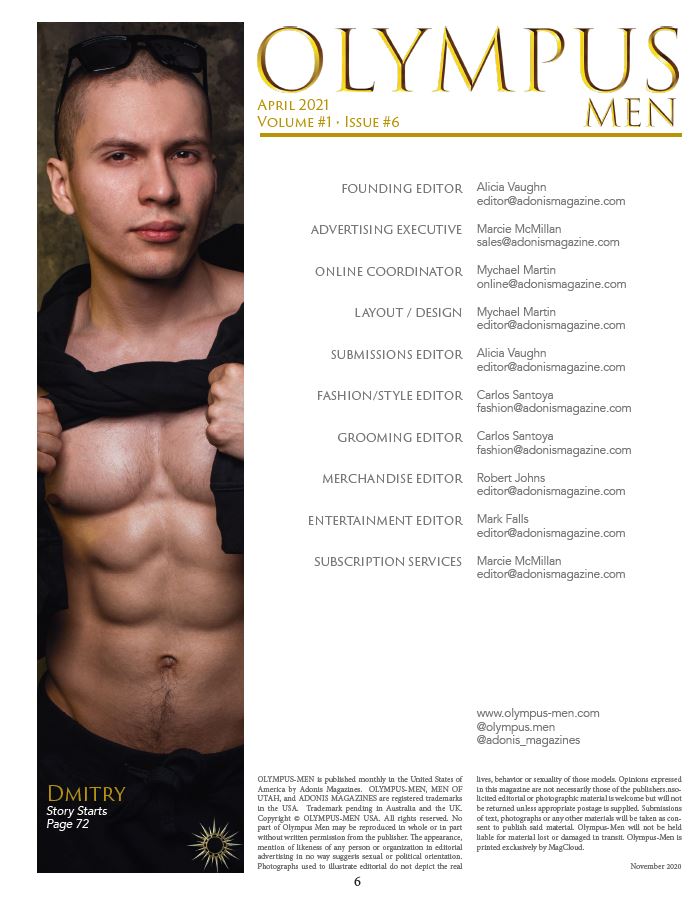 OLYMPUS
MEN
APRIL 2021
VOLUME #1 • ISSUE #6
FOUNDING EDITOR Alicia Vaughn
editor@adonismagazine.com
ADVERTISING EXECUTIVE Marcie McMillan
sales@adonismagazine.com
ONLINE COORDINATOR Mychael Martin
online@adonismagazine.com
LAYOUT / DESIGN Mychael Martin
editor@adonismagazine.com
SUBMISSIONS EDITOR Alicia Vaughn
editor@adonismagazine.com
FASHION/STYLE EDITOR Carlos Santoya
fashion@adonismagazine.com
GROOMING EDITOR Carlos Santoya
fashion@adonismagazine.com
MERCHANDISE EDITOR Robert Johns
editor@adonismagazine.com
ENTERTAINMENT EDITOR Mark Falls
editor@adonismagazine.com
SUBSCRIPTION SERVICES Marcie McMillan
editor@adonismagazine.com
www.olympus-men.com
@olympus.men
@adonis_magazines
DMITRY
Story Starts
Page 72
OLYMPUS-MEN is published monthly in the United States of
America by Adonis Magazines. OLYMPUS-MEN, MEN OF
UTAH, and ADONIS MAGAZINES are registered trademarks
in the USA. Trademark pending in Australia and the UK.
Copyright © OLYMPUS-MEN USA. All rights reserved. No
part of Olympus Men may be reproduced in whole or in part
without written permission from the publisher. The appearance,
mention of likeness of any person or organization in editorial
advertising in no way suggests sexual or political orientation.
Photographs used to illustrate editorial do not depict the real
lives, behavior or sexuality of those models. Opinions expressed
in this magazine are not necessarily those of the publishers.nso-
licited editorial or photographic material is welcome but will not
be returned unless appropriate postage is supplied. Submissions
of text, photographs or any other materials will be taken as con-
sent to publish said material. Olympus-Men will not be held
liable for material lost or damaged in transit. Olympus-Men is
printed exclusively by MagCloud.
November 2020
6